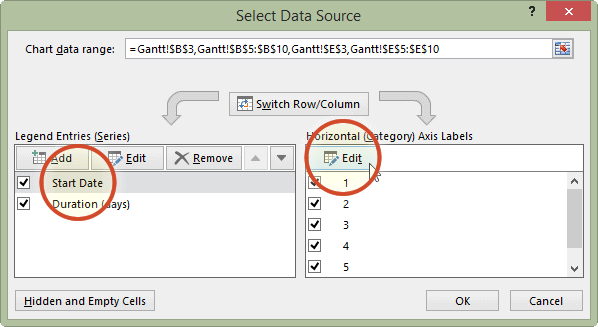 Select Data Source
?
Chart data range: =Gantt!$B$3,Gantt!$B$5:$B$10,Gantt!$E$3,Gantt!$E$5:$E$10
Switch Row/Column
Legend Entries (Series)
Horizontal (Category) Axis Labels
Add Edit Remove
Edit
Start Date
Duration (days)
1
2
3
4
5
Hidden and Empty Cells
OK
Cancel